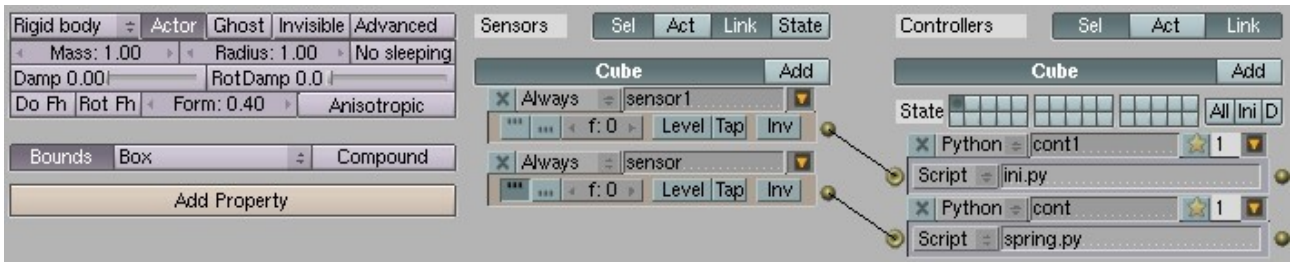 Rigid body Actor Ghost Invisible Advanced
Mass: 1.00 Radius: 1.00 No sleeping
Damp 0.00 RotDamp 0.0
Do Fh Rot Fh Form: 0.40 Anisotropic
Bounds Box Compound
Add Property
Sensors Sel Act Link State
Cube Add
X Always sensor1
f: 0 Level Tap Inv
X Always sensor
f: 0 Level Tap Inv
Controllers Sel Act Link
Cube Add
State All Ini D
X Python cont1 1
Script ini.py
X Python cont 1
Script spring.py